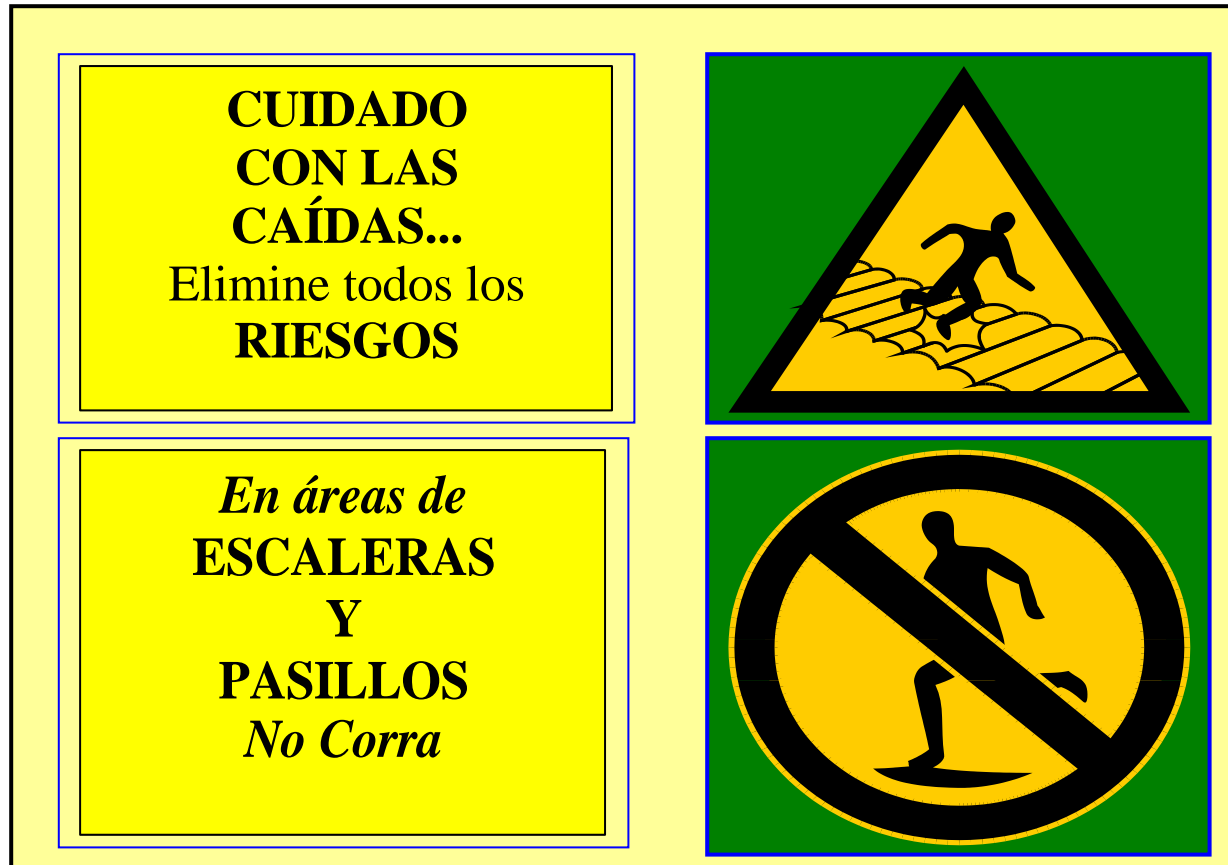 CUIDADO
CON LAS
CAÍDAS...
Elimine todos los
RIESGOS
En áreas de
ESCALERAS
Y
PASILLOS
No Corra